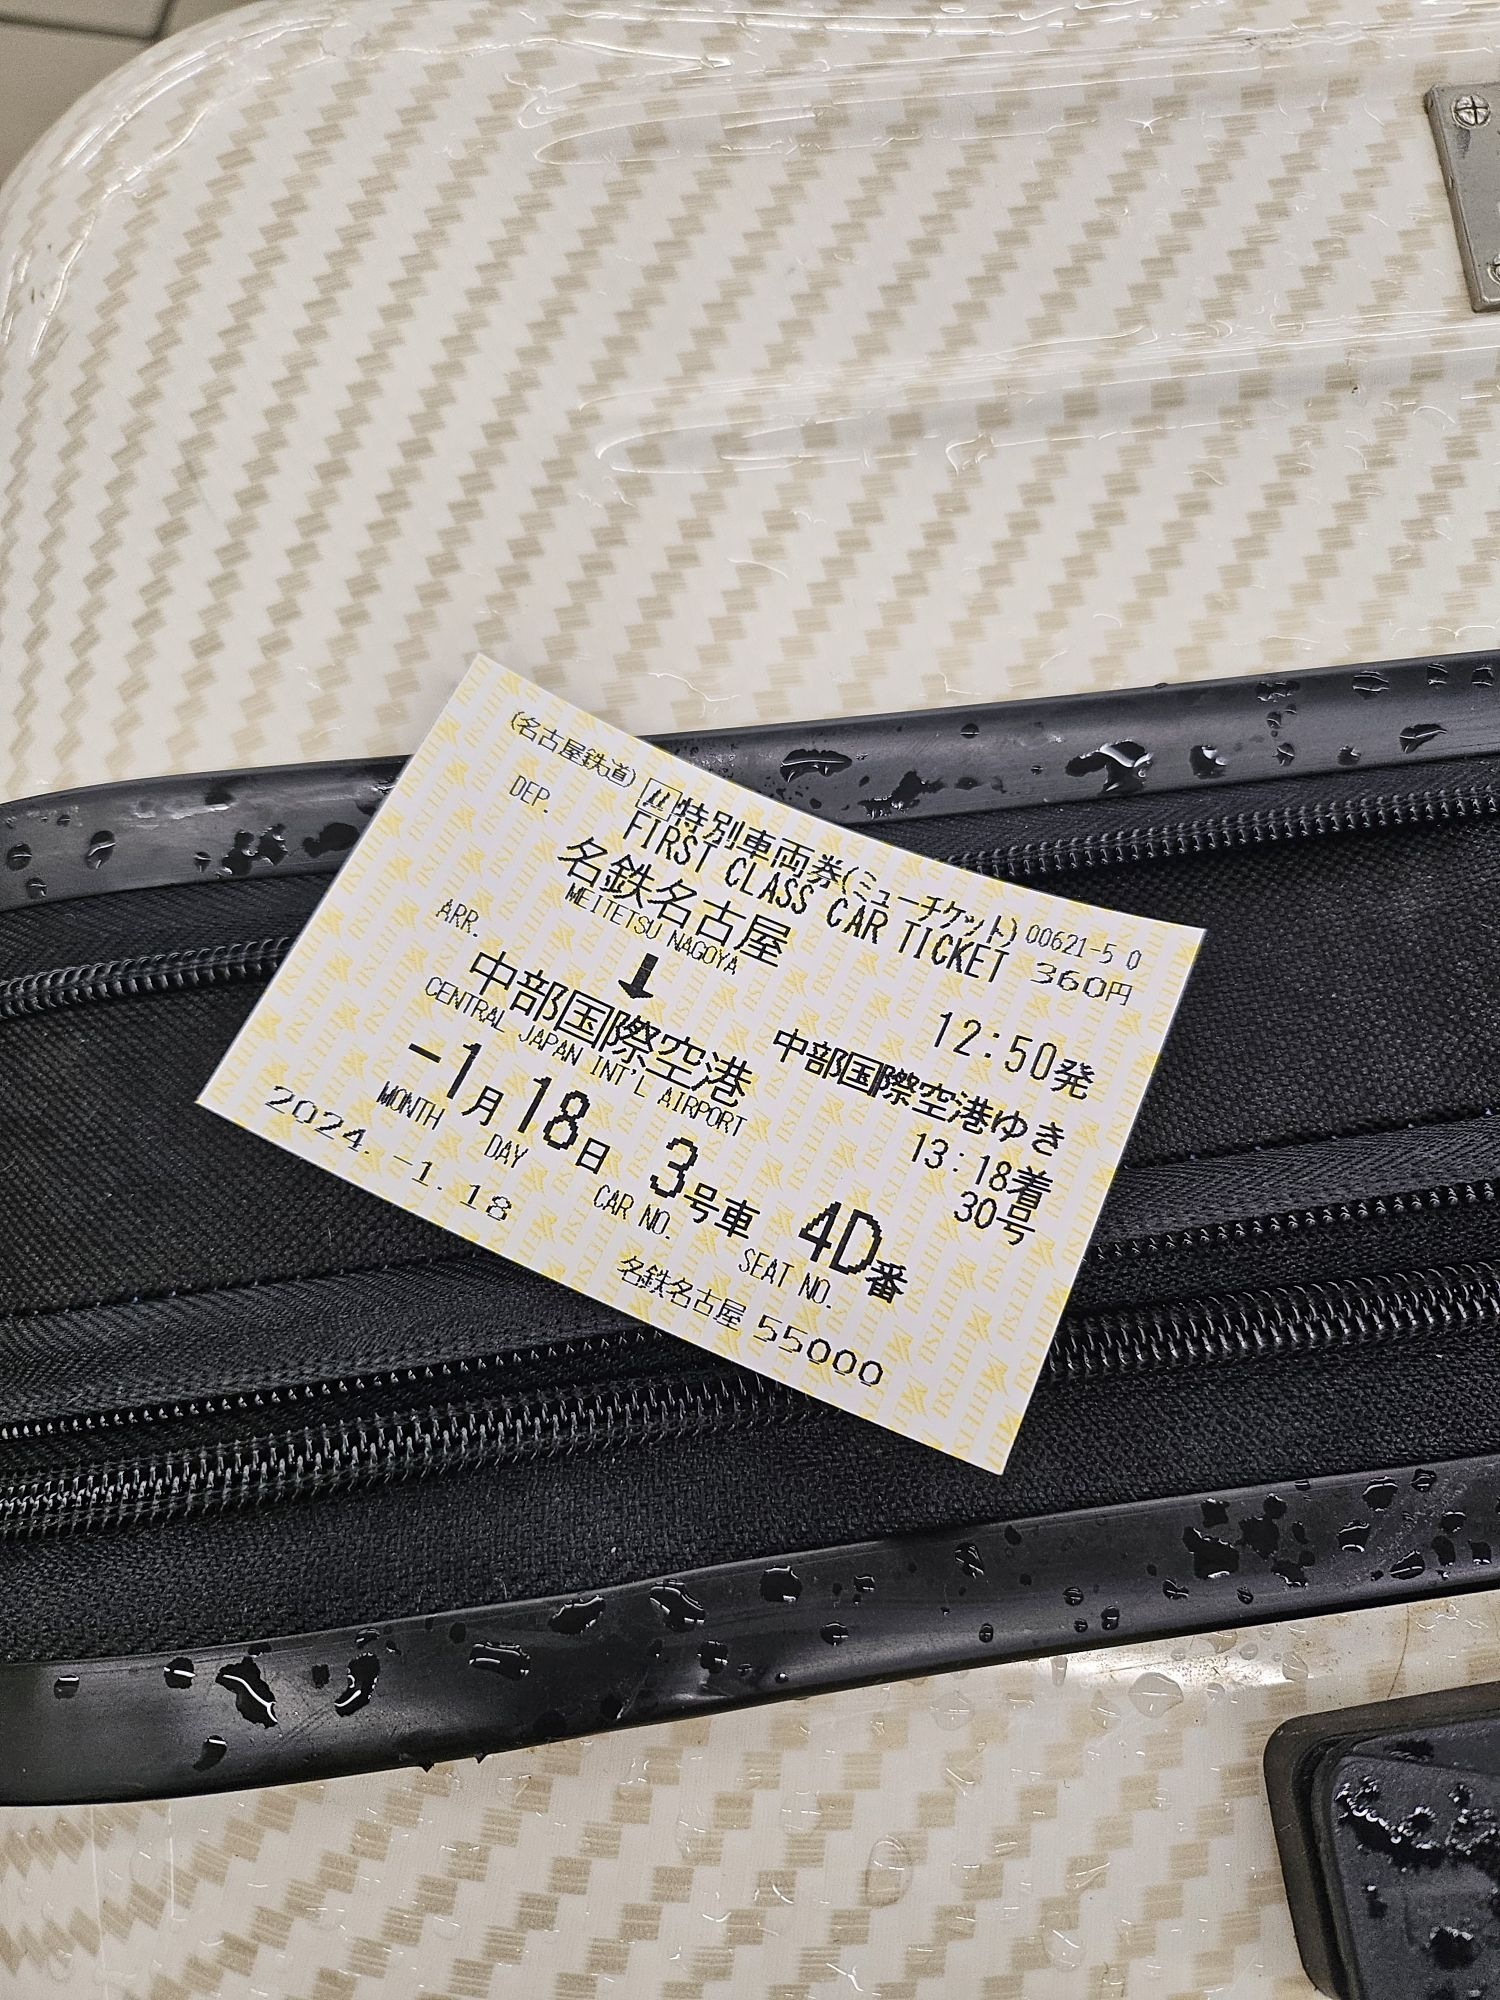 (名古屋鉄道) μ特別車両券(ミューチケット) 00621-50
FIRST CLASS CAR TICKET 360円
DEP. 名鉄名古屋
MEITETSU NAGOYA
↓
12:50発
ARR. 中部国際空港 中部国際空港ゆき
CENTRAL JAPAN INT'L AIRPORT
13:18着
30号
-1月18日 3号車 4D番
MONTH DAY CAR NO. SEAT NO.
2024.-1.18
名鉄名古屋 55000